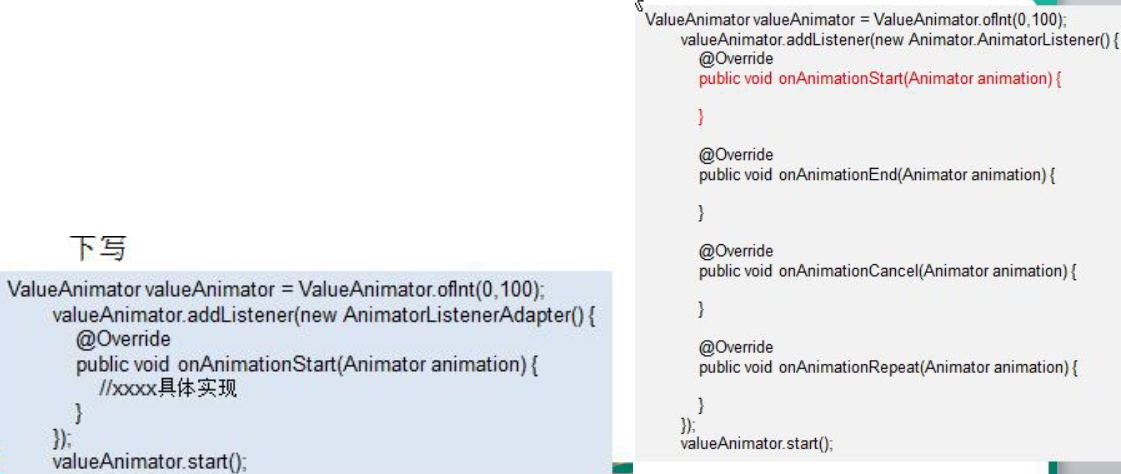 下写
ValueAnimator valueAnimator = ValueAnimator.ofInt(0,100);
valueAnimator.addListener(new AnimatorListenerAdapter() {
@Override
public void onAnimationStart(Animator animation) {
//xxxx具体实现
}
});
valueAnimator.start();
ValueAnimator valueAnimator = ValueAnimator.ofInt(0,100);
valueAnimator.addListener(new Animator.AnimatorListener() {
@Override
public void onAnimationStart(Animator animation) {
}
@Override
public void onAnimationEnd(Animator animation) {
}
@Override
public void onAnimationCancel(Animator animation) {
}
@Override
public void onAnimationRepeat(Animator animation) {
}
});
valueAnimator.start();